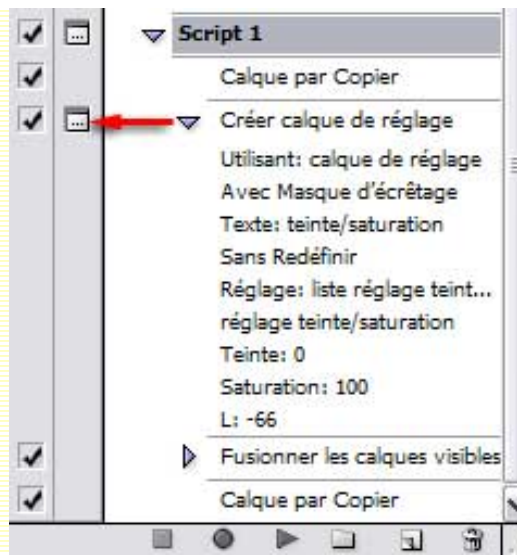 Script 1
Calque par Copier
Créer calque de réglage
Utilisant: calque de réglage
Avec Masque d'écrêtage
Texte: teinte/saturation
Sans Redéfinir
Réglage: liste réglage teint...
réglage teinte/saturation
Teinte: 0
Saturation: 100
L: -66
Fusionner les calques visibles
Calque par Copier